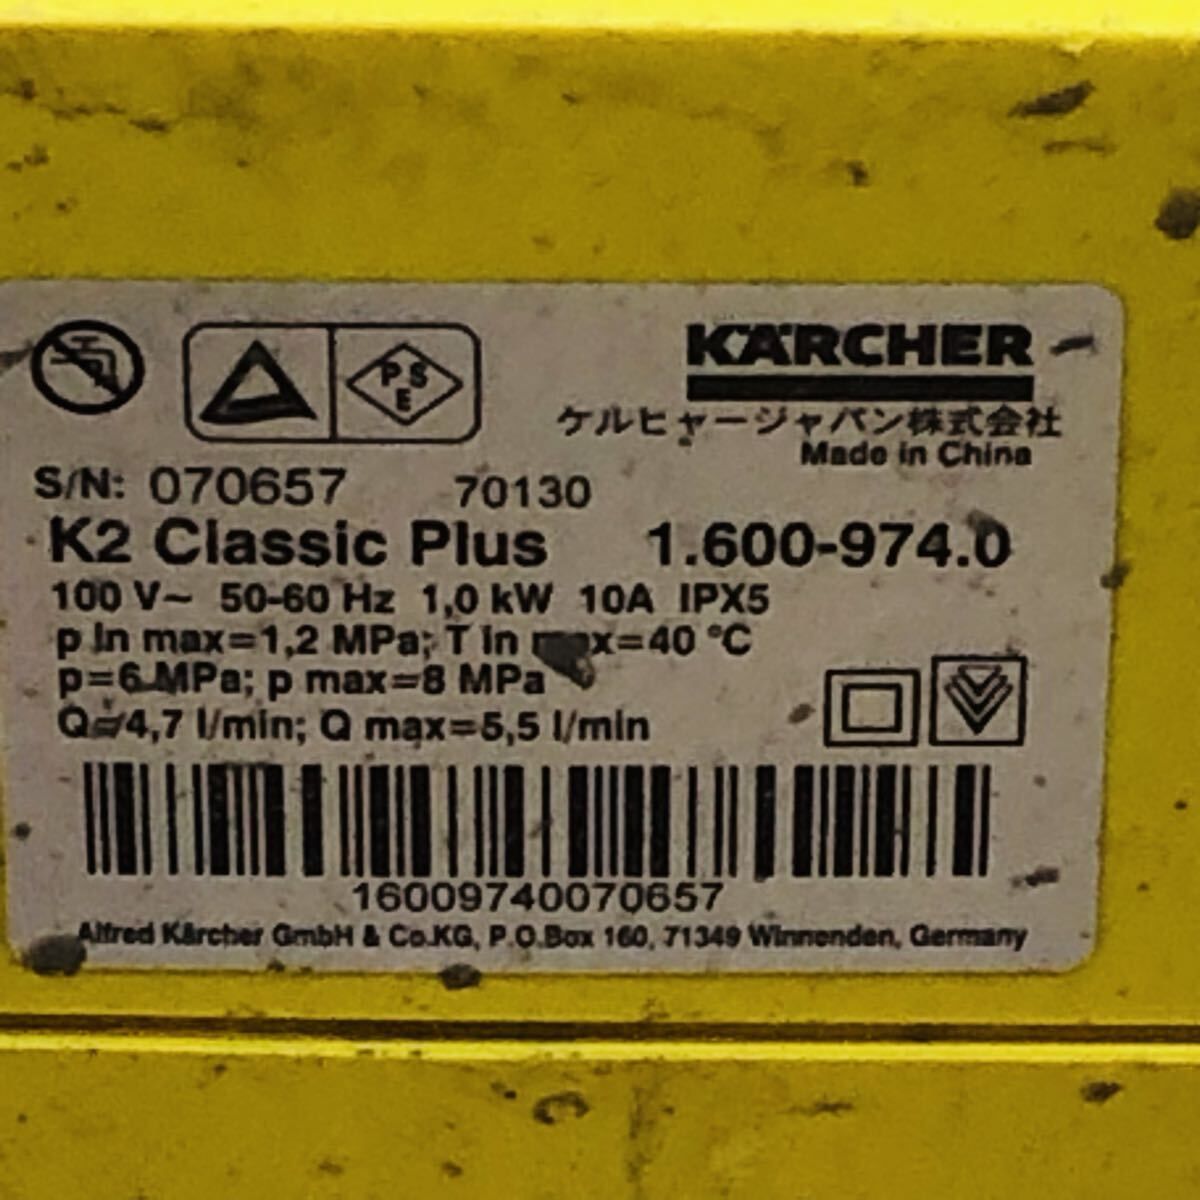 PSE
KÄRCHER
ケルヒャージャパン株式会社
Made in China
S/N: 070657 70130
K2 Classic Plus 1.600-974.0
100 V~ 50-60 Hz 1,0 kW 10A IPX5
p in max=1,2 MPa; T in max=40 °C
p=6 MPa; p max=8 MPa
Q=4,7 l/min; Q max=5,5 l/min
16009740070657
Alfred Kärcher GmbH & Co.KG, P.O.Box 160, 71349 Winnenden, Germany